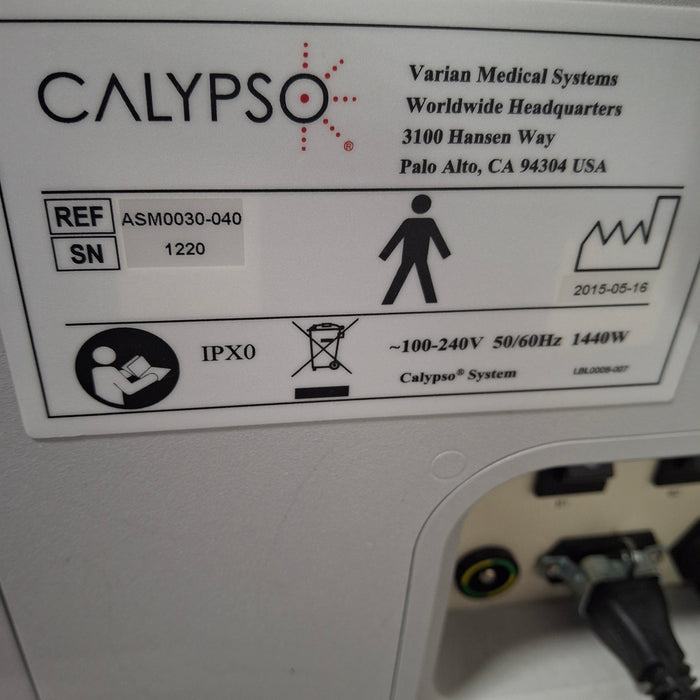 CALYPSO®
Varian Medical Systems
Worldwide Headquarters
3100 Hansen Way
Palo Alto, CA 94304 USA
REF ASM0030-040
SN 1220
2015-05-16
IPX0
~100-240V 50/60Hz 1440W
Calypso® System
LBL0008-007